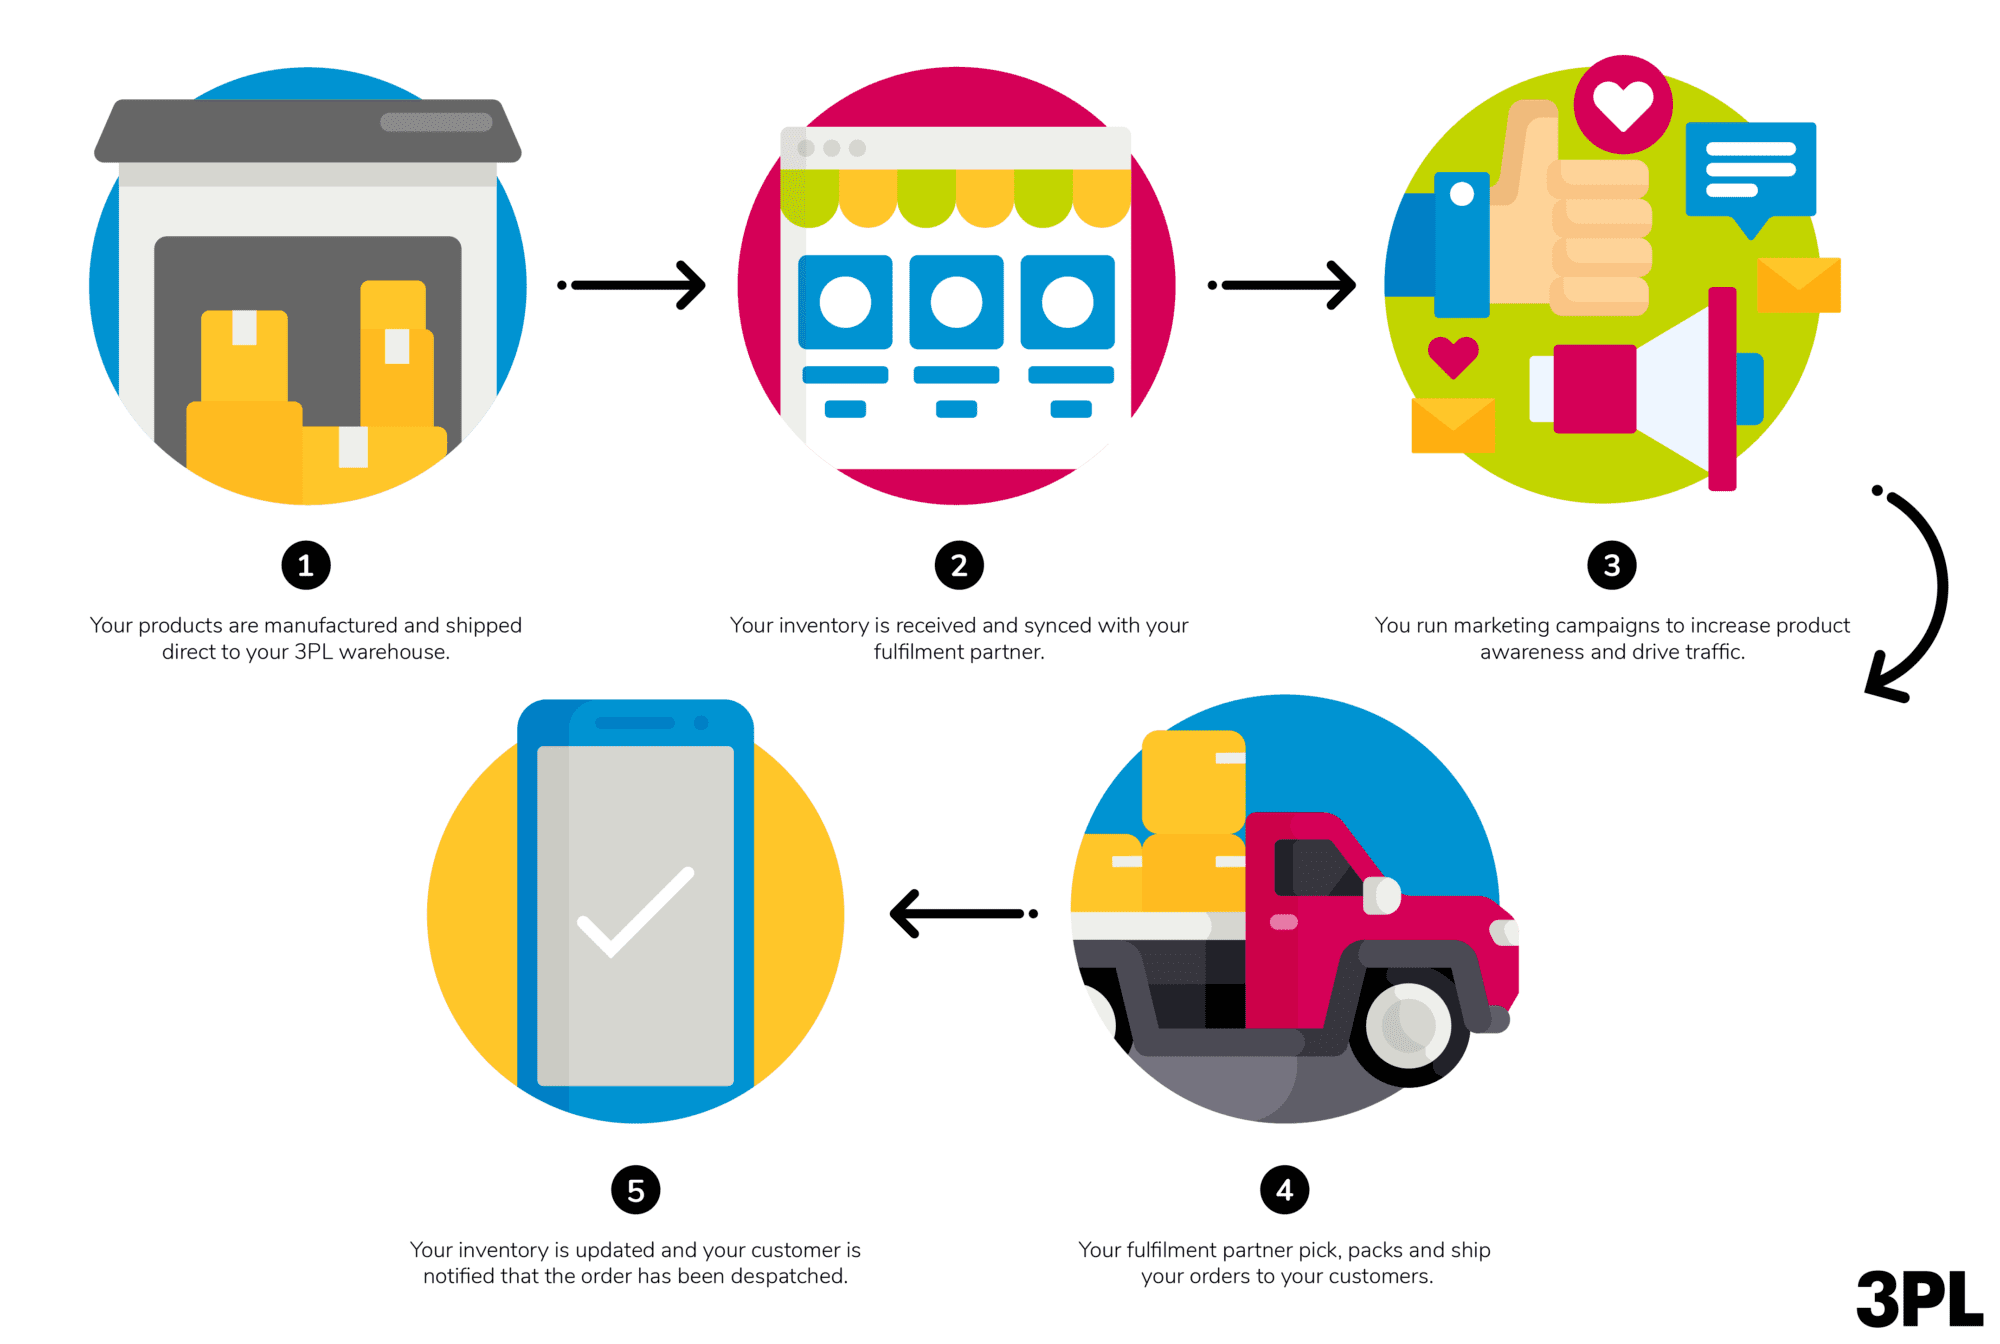 1
Your products are manufactured and shipped
direct to your 3PL warehouse.
2
Your inventory is received and synced with your
fulfilment partner.
3
You run marketing campaigns to increase product
awareness and drive traffic.
4
Your fulfilment partner pick, packs and ship
your orders to your customers.
5
Your inventory is updated and your customer is
notified that the order has been despatched.
3PL